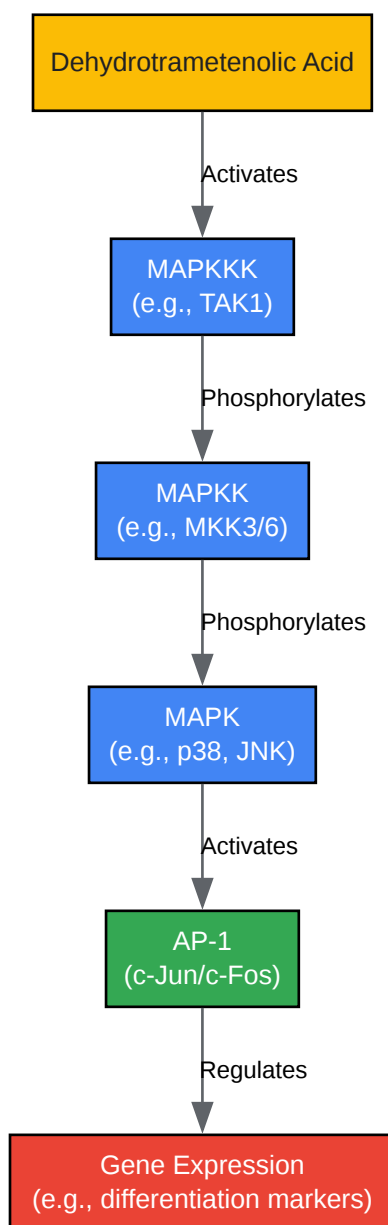 Dehydrotrametenolic Acid
Activates
MAPKKK
(e.g., TAK1)
Phosphorylates
MAPKK
(e.g., MKK3/6)
Phosphorylates
MAPK
(e.g., p38, JNK)
Activates
AP-1
(c-Jun/c-Fos)
Regulates
Gene Expression
(e.g., differentiation markers)